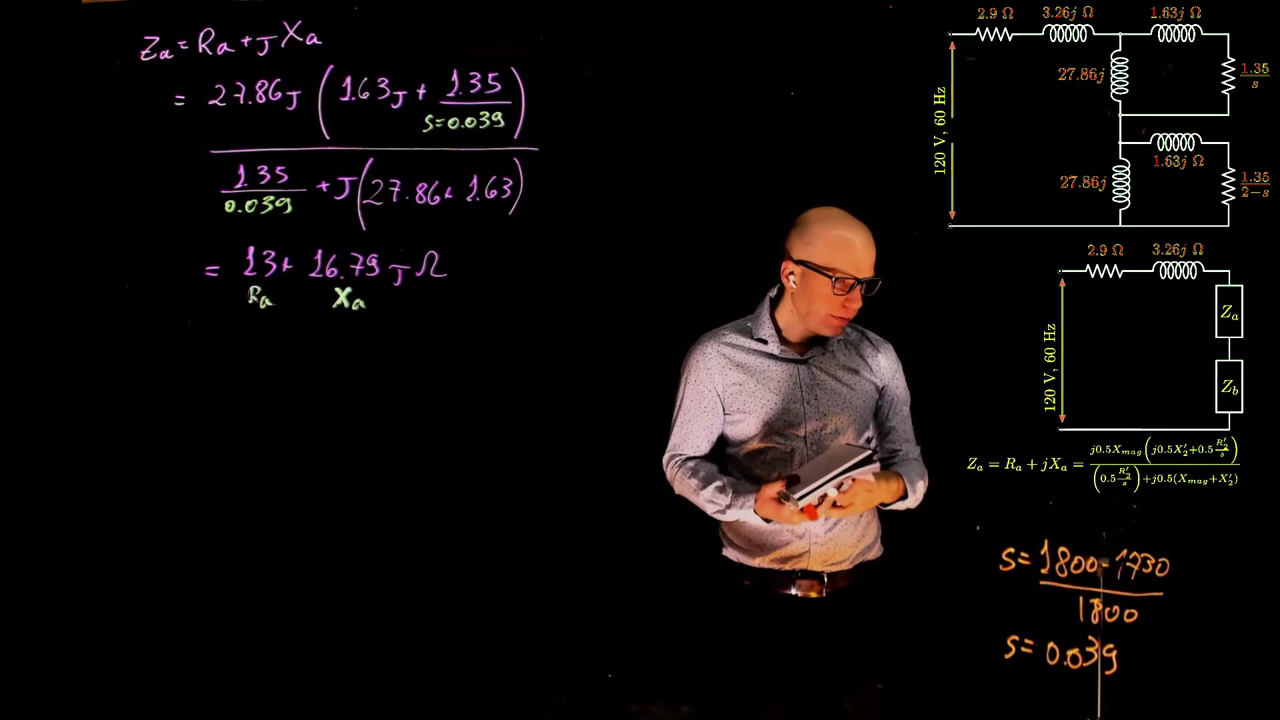 Za = Ra + J Xa
= 27.86J (1.63J + 1.35 / S=0.039)
1.35 / 0.039 + J(27.86 + 1.63)
= 13 + 16.79 J Ω
Ra Xa
2.9 Ω 3.26j Ω 1.63j Ω
27.86j
1.35/s
120 V, 60 Hz
1.63j Ω
27.86j
1.35/2−s
2.9 Ω 3.26j Ω
Za
120 V, 60 Hz
Zb
Za = Ra + jXa = j0.5Xmag(j0.5X′2+0.5 R′2/s) / (0.5 R′2/s)+j0.5(Xmag+X′2)
S = 1800-1730
1800
S = 0.039